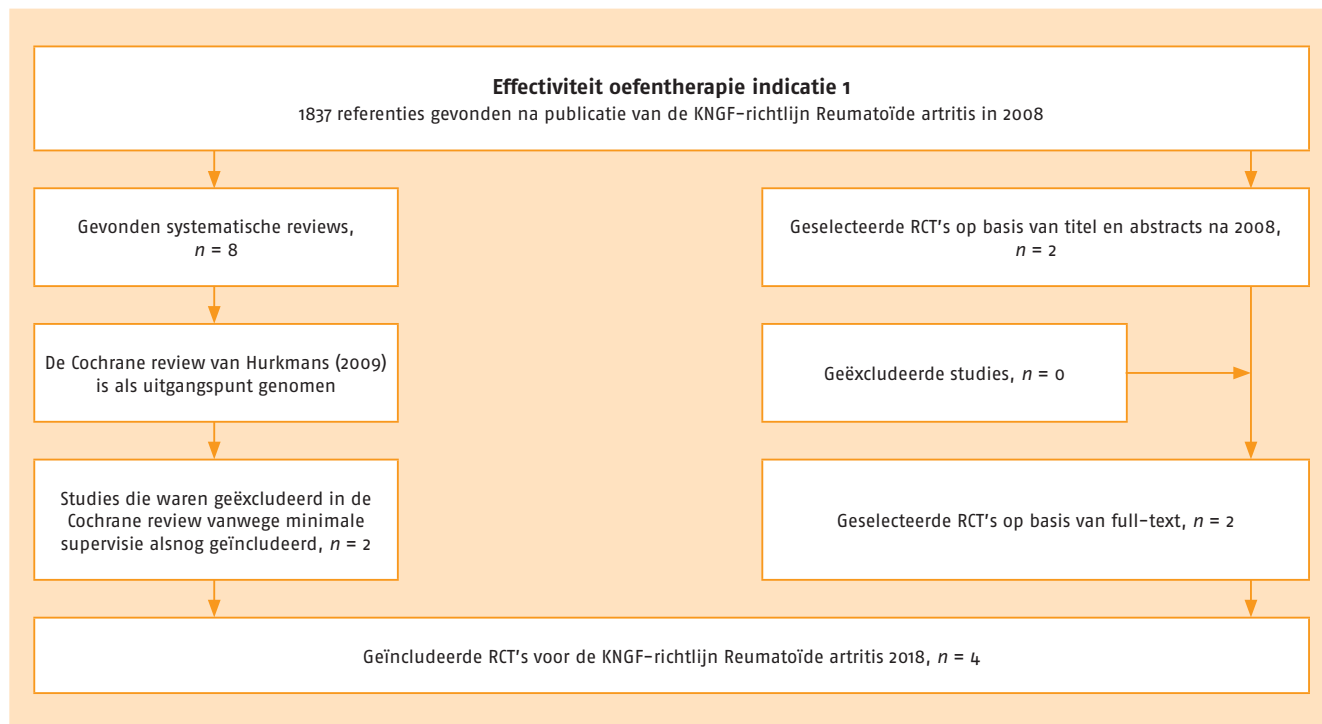 Effectiviteit oefentherapie indicatie 1
1837 referenties gevonden na publicatie van de KNGF-richtlijn Reumatoïde artritis in 2008
Gevonden systematische reviews,
n = 8
De Cochrane review van Hurkmans (2009)
is als uitgangspunt genomen
Studies die waren geëxcludeerd in de
Cochrane review vanwege minimale
supervisie alsnog geïncludeerd, n = 2
Geselecteerde RCT's op basis van titel en abstracts na 2008,
n = 2
Geëxcludeerde studies, n = 0
Geselecteerde RCT's op basis van full-text, n = 2
Geïncludeerde RCT's voor de KNGF-richtlijn Reumatoïde artritis 2018, n = 4